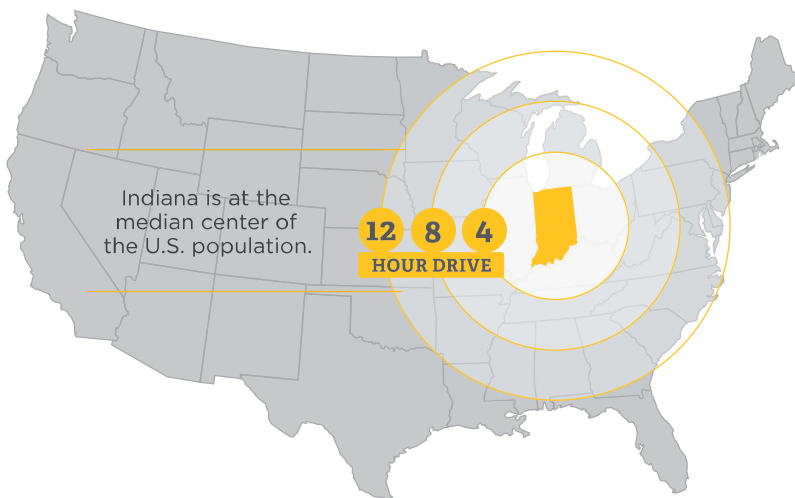 Indiana is at the
median center of
the U.S. population.
12 8 4
HOUR DRIVE